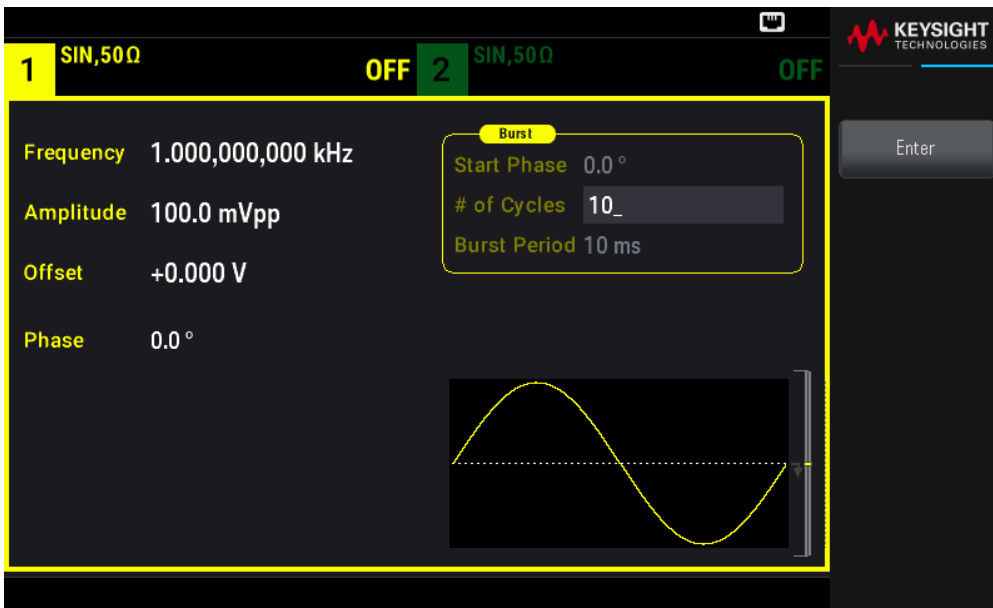 KEYSIGHT
TECHNOLOGIES
1 SIN,50Ω OFF 2 SIN,50Ω OFF
Frequency 1.000,000,000 kHz
Amplitude 100.0 mVpp
Offset +0.000 V
Phase 0.0 °
Burst
Start Phase 0.0 °
# of Cycles 10_
Burst Period 10 ms
Enter